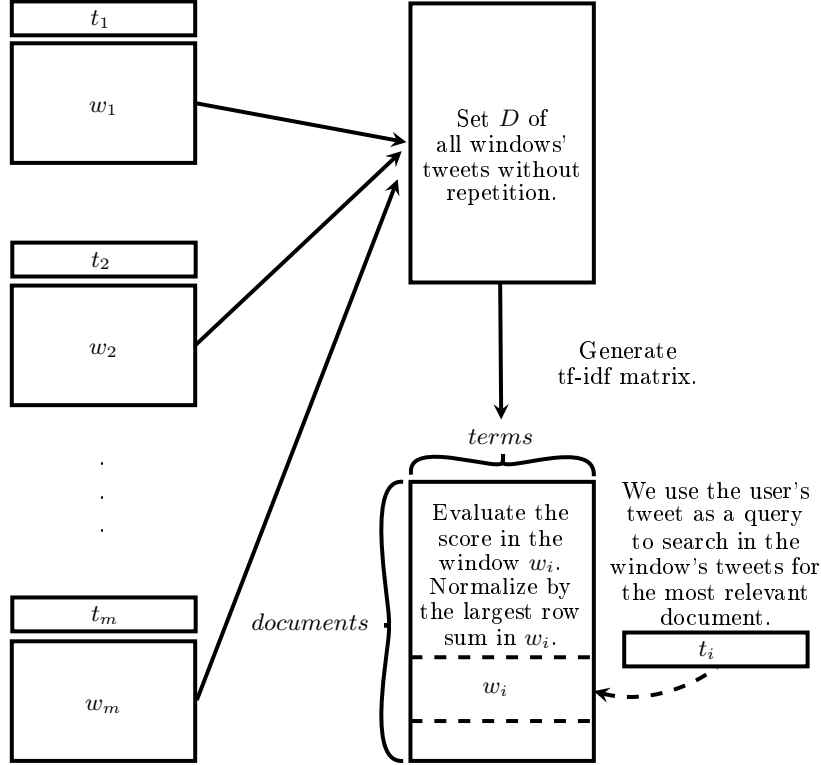 t₁
w₁
t₂
w₂
.
.
.
tₘ
wₘ
Set D of
all windows'
tweets without
repetition.
Generate
tf-idf matrix.
terms
documents
Evaluate the
score in the
window wᵢ.
Normalize by
the largest row
sum in wᵢ.
wᵢ
We use the user's
tweet as a query
to search in the
window's tweets for
the most relevant
document.
tᵢ